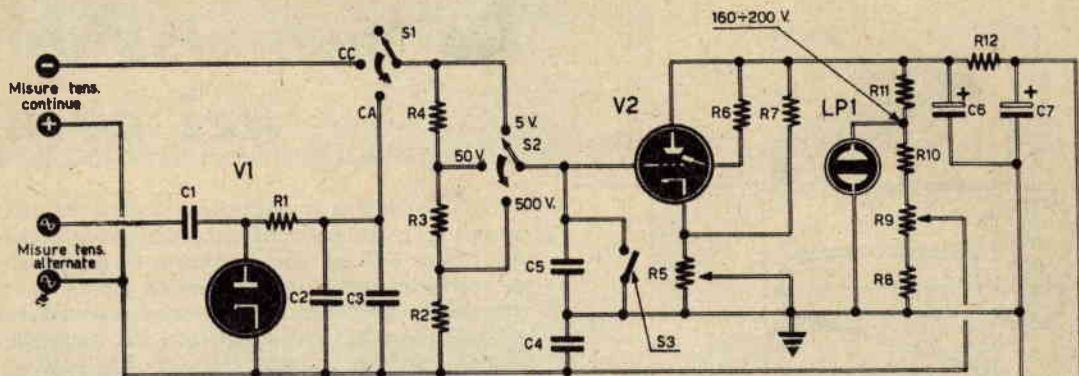 160÷200 V.
S1
CC
CA
R12
Misure tens.
continue
R4
5 V.
S2
50 V.
500 V.
V2
R6
R7
LP1
R11
C6
C7
R10
V1
C1
R1
R3
R9
Misure tens.
alternate
C2
C3
C5
R5
R8
R2
C4
S3